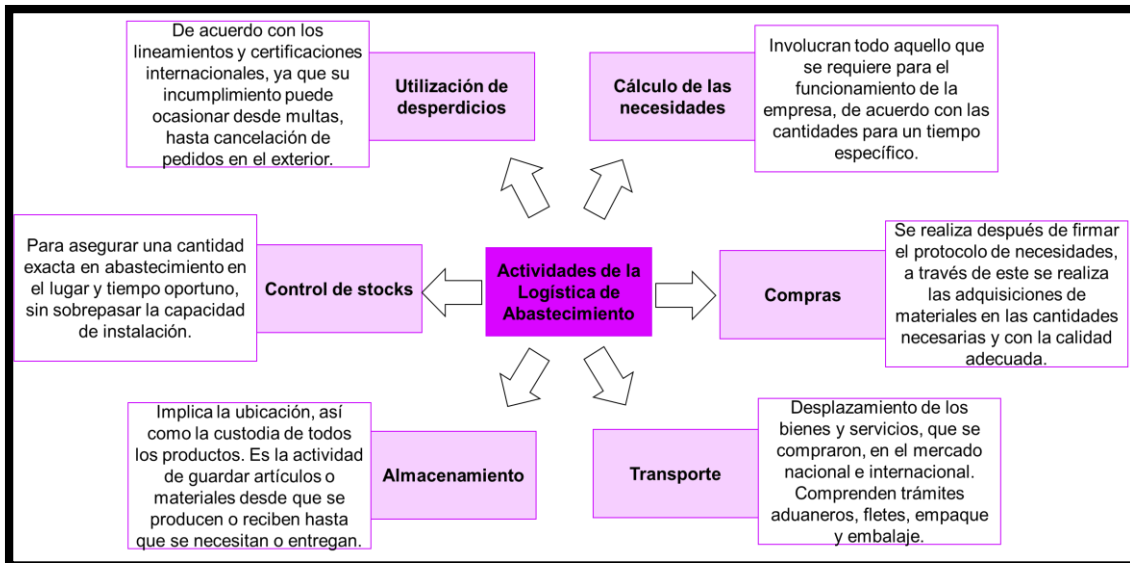 De acuerdo con los
lineamientos y certificaciones
internacionales, ya que su
incumplimiento puede
ocasionar desde multas,
hasta cancelación de
pedidos en el exterior.
Utilización de
desperdicios
Cálculo de las
necesidades
Involucran todo aquello que
se requiere para el
funcionamiento de la
empresa, de acuerdo con las
cantidades para un tiempo
específico.
Para asegurar una cantidad
exacta en abastecimiento en
el lugar y tiempo oportuno,
sin sobrepasar la capacidad
de instalación.
Control de stocks
Actividades de la
Logística de
Abastecimiento
Compras
Se realiza después de firmar
el protocolo de necesidades,
a través de este se realiza
las adquisiciones de
materiales en las cantidades
necesarias y con la calidad
adecuada.
Implica la ubicación, así
como la custodia de todos
los productos. Es la actividad
de guardar artículos o
materiales desde que se
producen o reciben hasta
que se necesitan o entregan.
Almacenamiento
Transporte
Desplazamiento de los
bienes y servicios, que se
compraron, en el mercado
nacional e internacional.
Comprenden trámites
aduaneros, fletes, empaque
y embalaje.